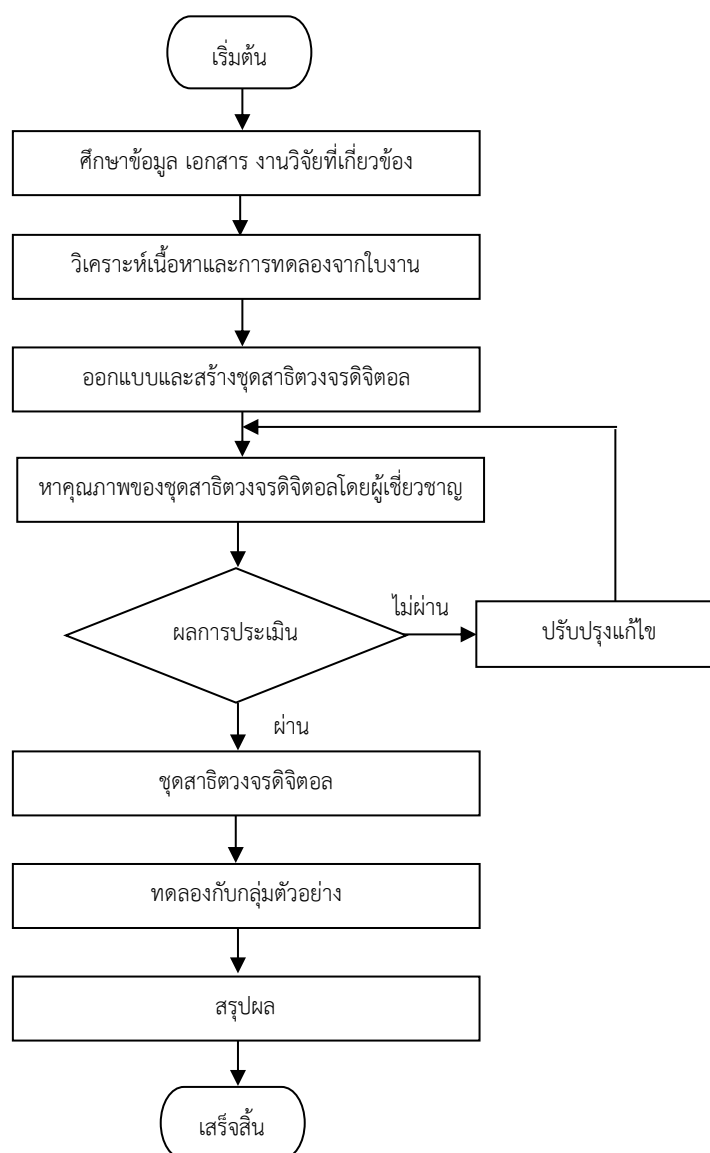 เริ่มต้น
ศึกษาข้อมูล เอกสาร งานวิจัยที่เกี่ยวข้อง
วิเคราะห์เนื้อหาและการทดลองจากใบงาน
ออกแบบและสร้างชุดสาธิตวงจรดิจิตอล
หาคุณภาพของชุดสาธิตวงจรดิจิตอลโดยผู้เชี่ยวชาญ
ไม่ผ่าน
ผลการประเมิน
ปรับปรุงแก้ไข
ผ่าน
ชุดสาธิตวงจรดิจิตอล
ทดลองกับกลุ่มตัวอย่าง
สรุปผล
เสร็จสิ้น